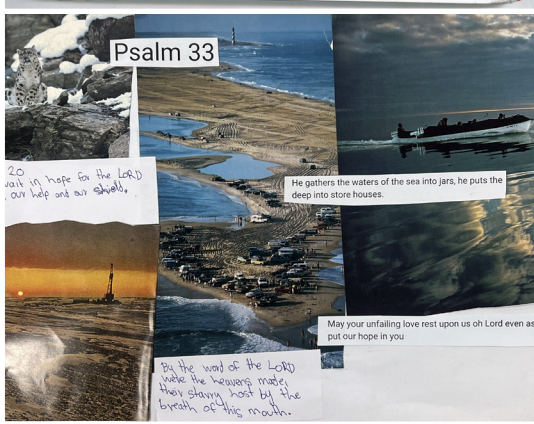 Psalm 33
20
wait in hope for the LORD
our help and our shield.
He gathers the waters of the sea into jars, he puts the
deep into store houses.
May your unfailing love rest upon us oh Lord even as
put our hope in you
By the word of the LORD
were the heavens made,
their starry host by the
breath of this mouth.